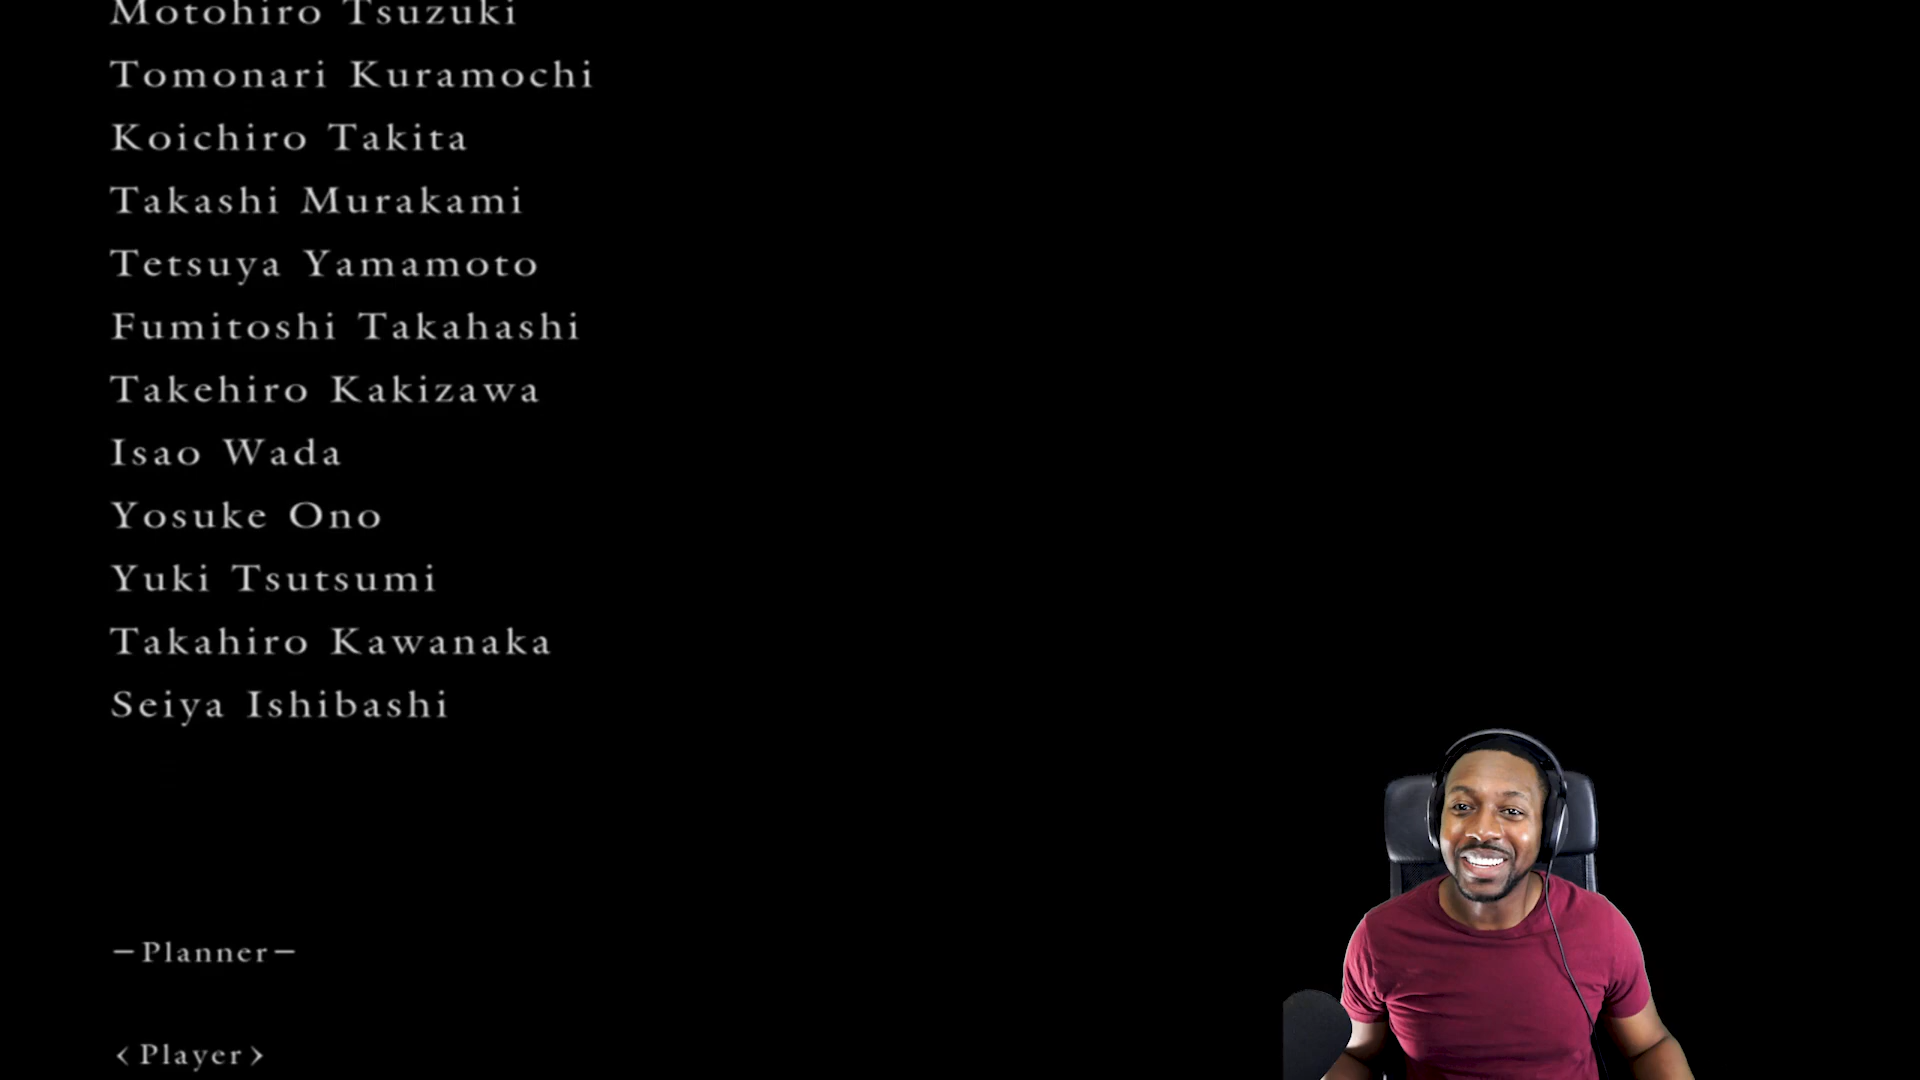 Motohiro Tsuzuki
Tomonari Kuramochi
Koichiro Takita
Takashi Murakami
Tetsuya Yamamoto
Fumitoshi Takahashi
Takehiro Kakizawa
Isao Wada
Yosuke Ono
Yuki Tsutsumi
Takahiro Kawanaka
Seiya Ishibashi
—Planner—
<Player>